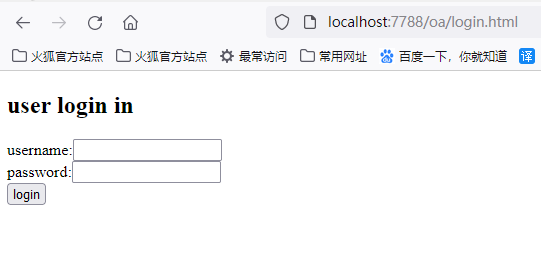 localhost:7788/oa/login.html
火狐官方站点 火狐官方站点 最常访问 常用网址 百度一下，你就知道 译
user login in
username:
password:
login